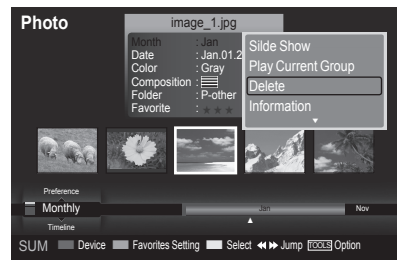 Photo
image_1.jpg
Month : Jan
Date : Jan.01.2
Color : Gray
Composition :
Folder : P-other
Favorite : ★ ★ ★
Silde Show
Play Current Group
Delete
Information
Preference
Monthly
Timeline
Jan
Nov
SUM Device Favorites Setting Select ◄◄ ►► Jump TOOLS Option